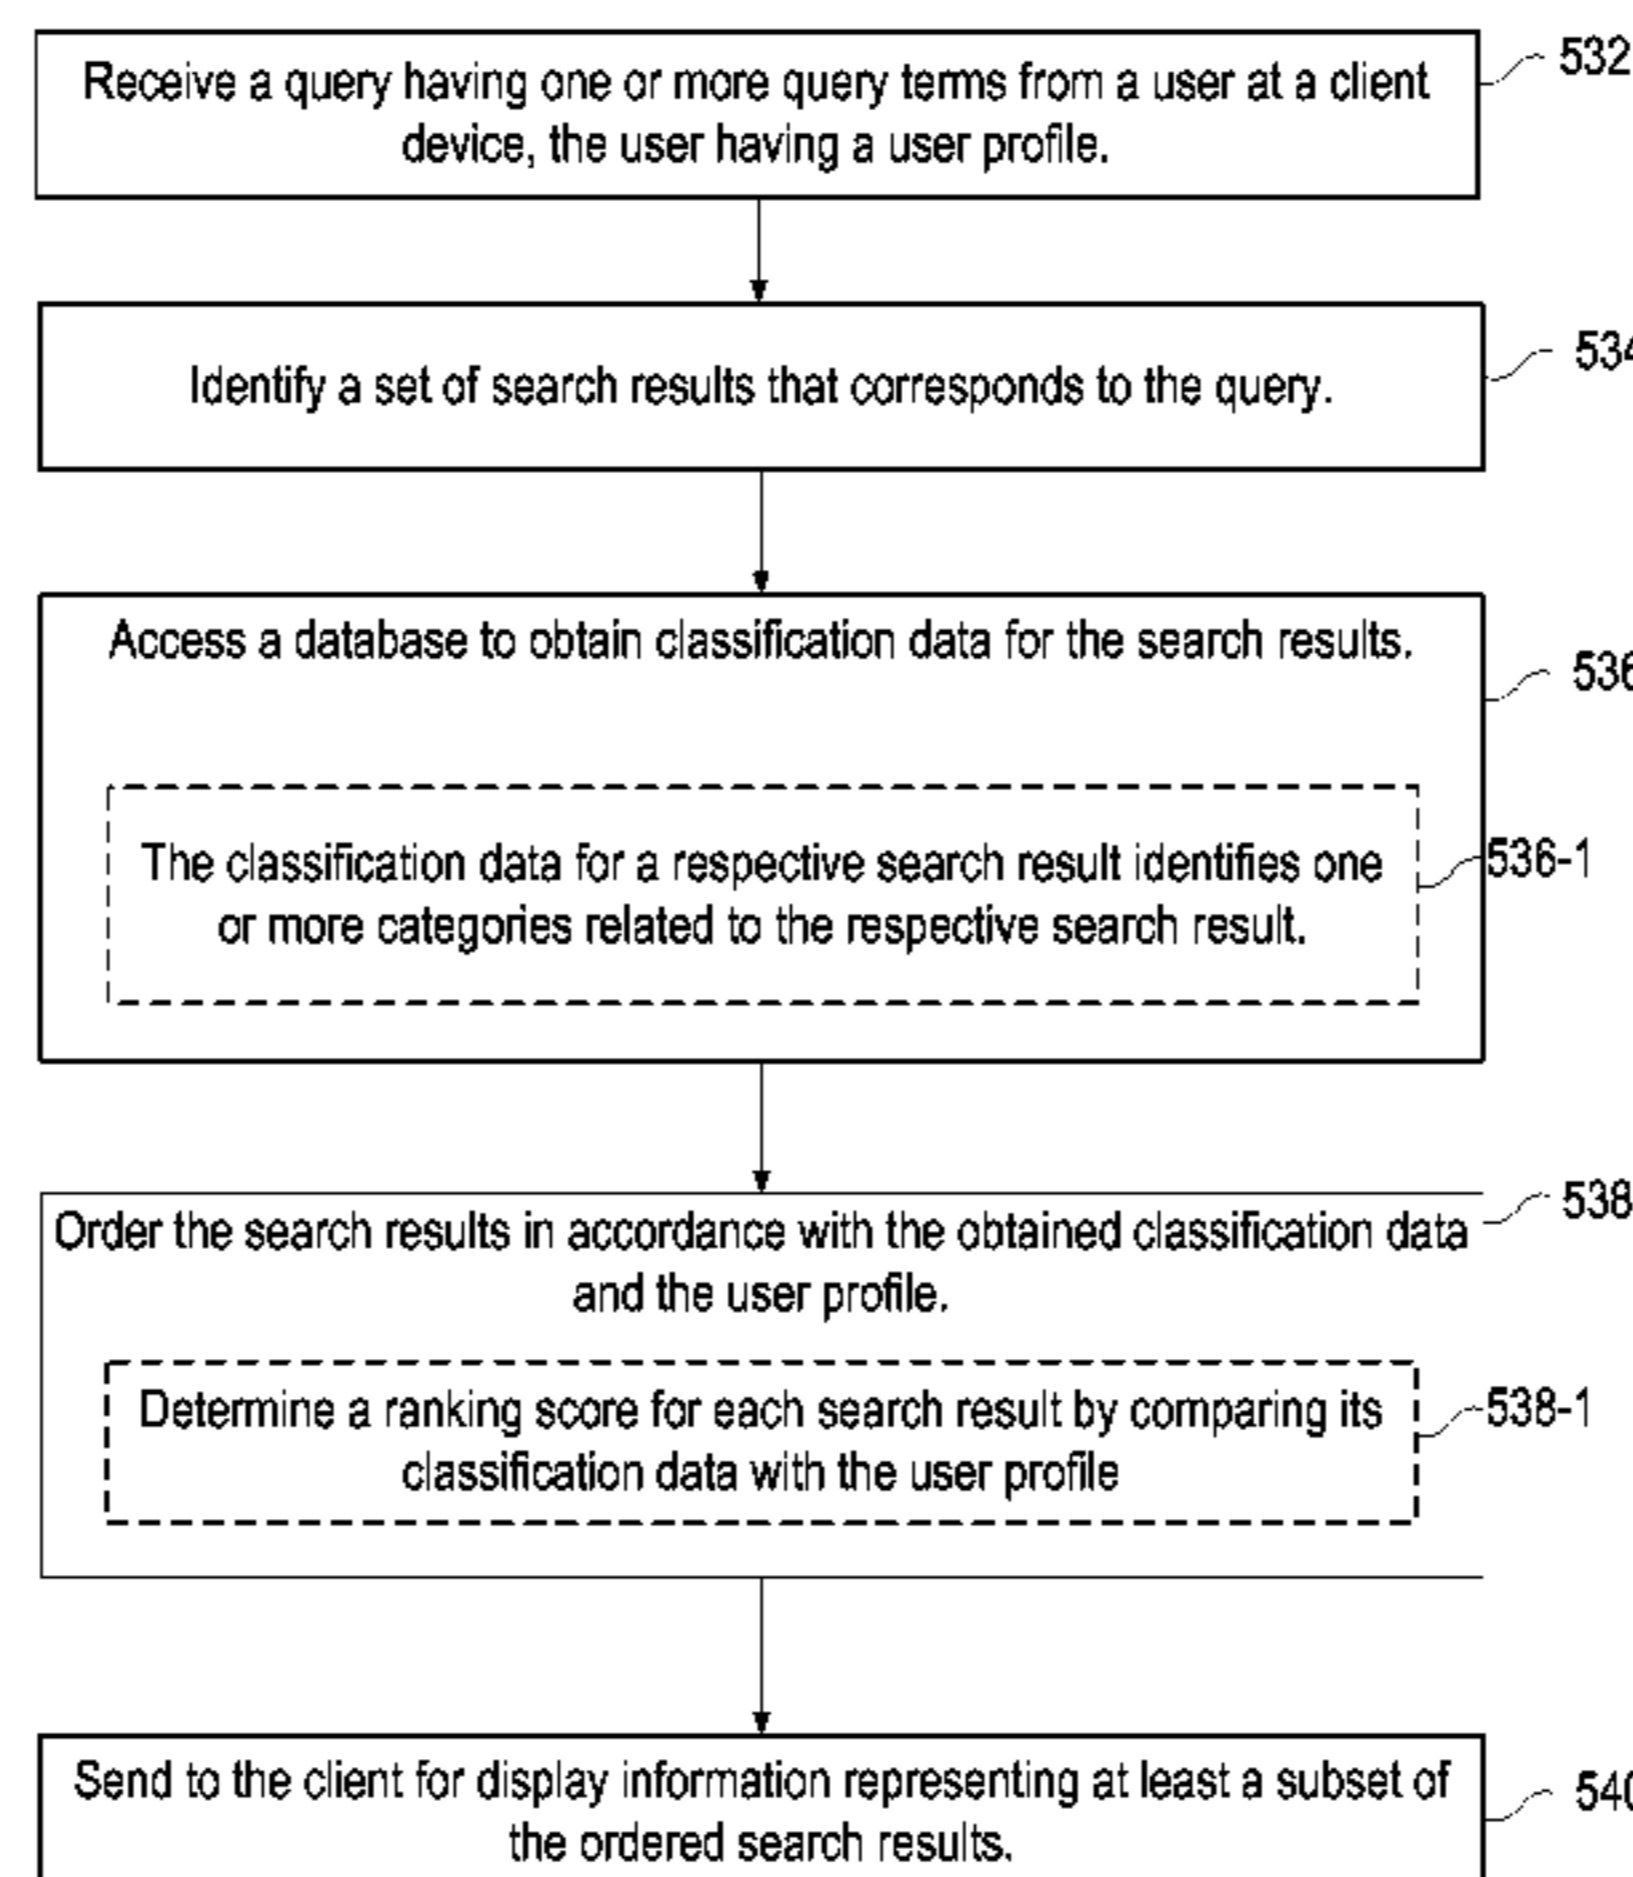 Receive a query having one or more query terms from a user at a client
device, the user having a user profile.
532
Identify a set of search results that corresponds to the query.
534
Access a database to obtain classification data for the search results.
536
The classification data for a respective search result identifies one
or more categories related to the respective search result.
536-1
Order the search results in accordance with the obtained classification data
and the user profile.
538
Determine a ranking score for each search result by comparing its
classification data with the user profile
538-1
Send to the client for display information representing at least a subset of
the ordered search results.
540